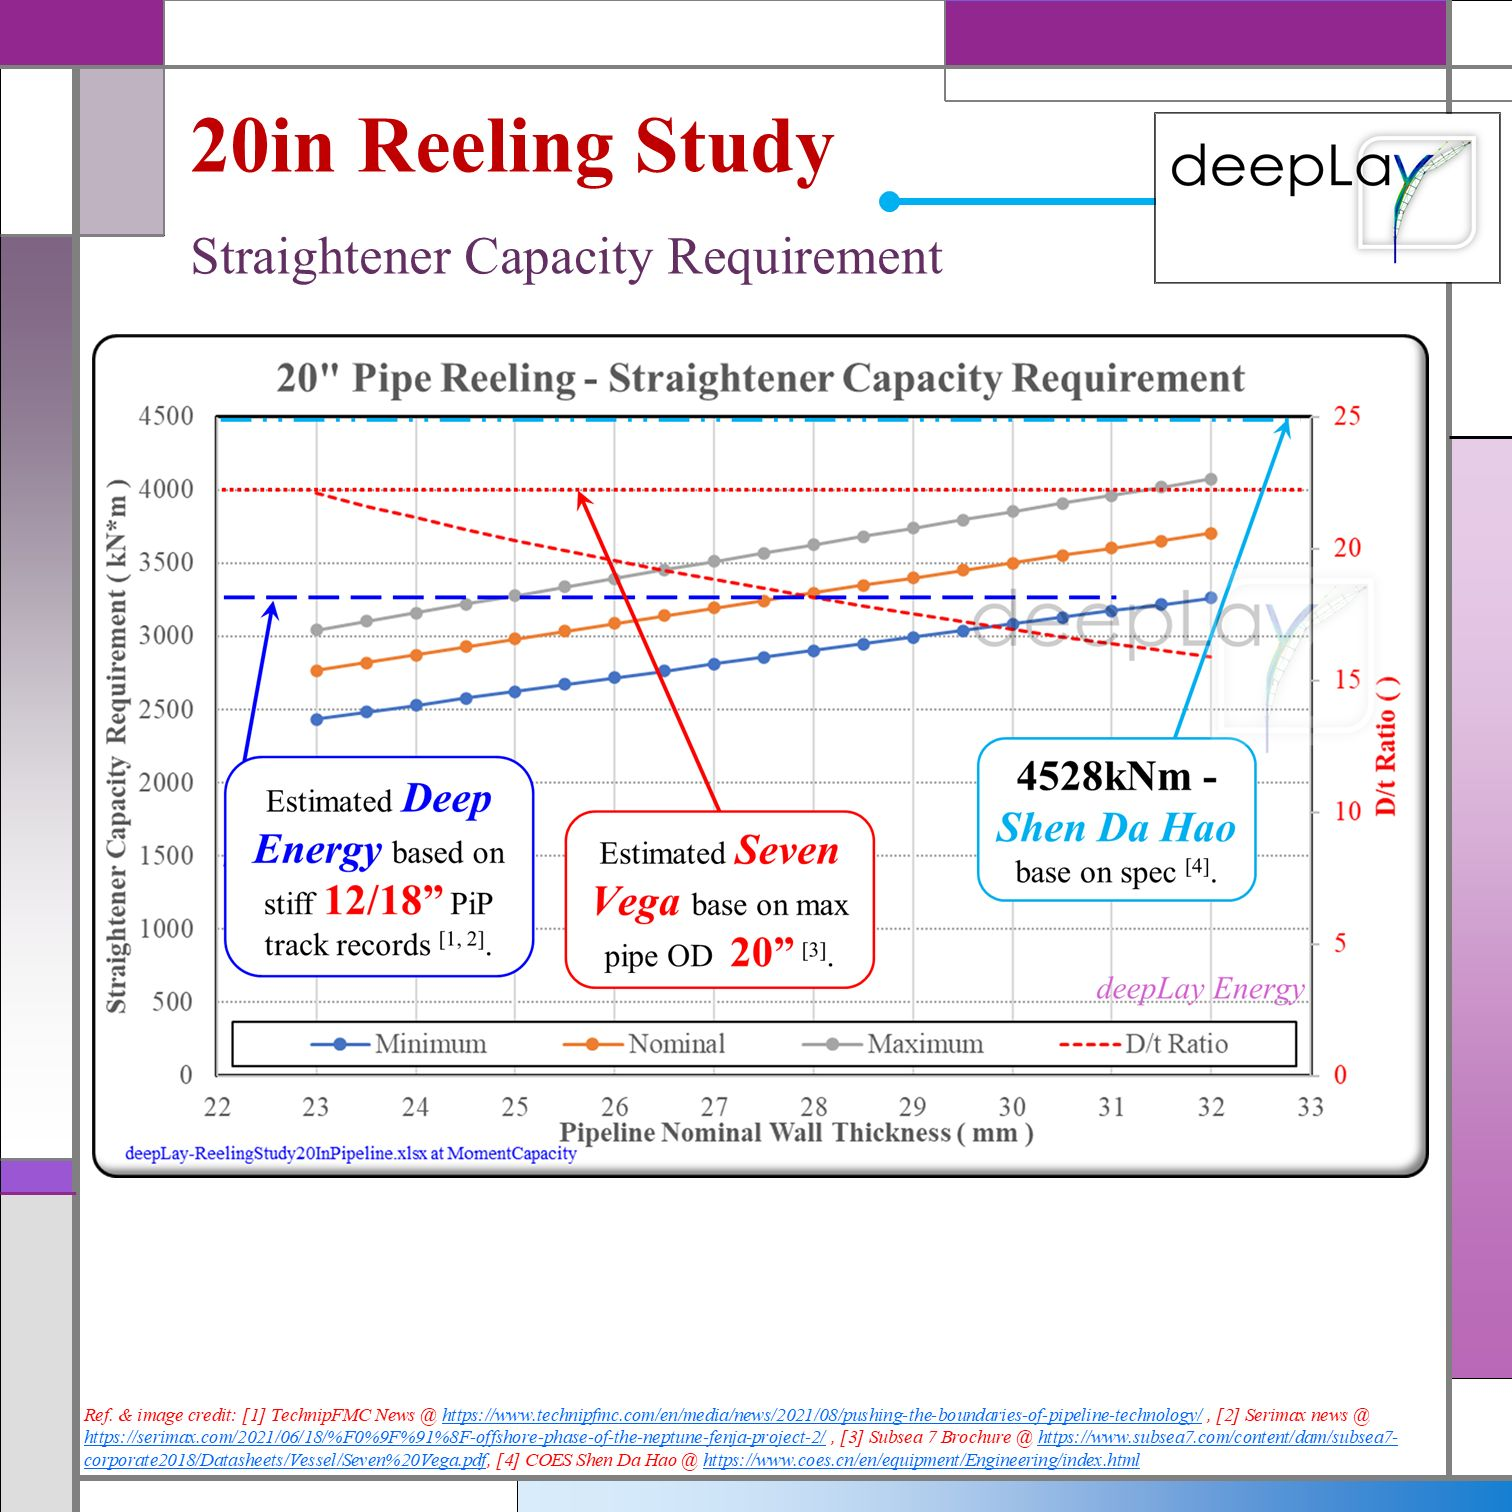 20in Reeling Study
deepLay
Straightener Capacity Requirement
20" Pipe Reeling - Straightener Capacity Requirement
Straightener Capacity Requirement ( kN*m )
4500
4000
3500
3000
2500
2000
1500
1000
500
0
25
20
15
10
5
0
D/t Ratio ( )
deepLay
Estimated Deep
Energy based on
stiff 12/18” PiP
track records [1, 2].
Estimated Seven
Vega base on max
pipe OD 20” [3].
4528kNm -
Shen Da Hao
base on spec [4].
deepLay Energy
Minimum Nominal Maximum D/t Ratio
22 23 24 25 26 27 28 29 30 31 32 33
Pipeline Nominal Wall Thickness ( mm )
deepLay-ReelingStudy20InPipeline.xlsx at MomentCapacity
Ref. & image credit: [1] TechnipFMC News @ https://www.technipfmc.com/en/media/news/2021/08/pushing-the-boundaries-of-pipeline-technology/ , [2] Serimax news @
https://serimax.com/2021/06/18/%F0%9F%91%8F-offshore-phase-of-the-neptune-fenja-project-2/ , [3] Subsea 7 Brochure @ https://www.subsea7.com/content/dam/subsea7-
corporate2018/Datasheets/Vessel/Seven%20Vega.pdf, [4] COES Shen Da Hao @ https://www.coes.cn/en/equipment/Engineering/index.html